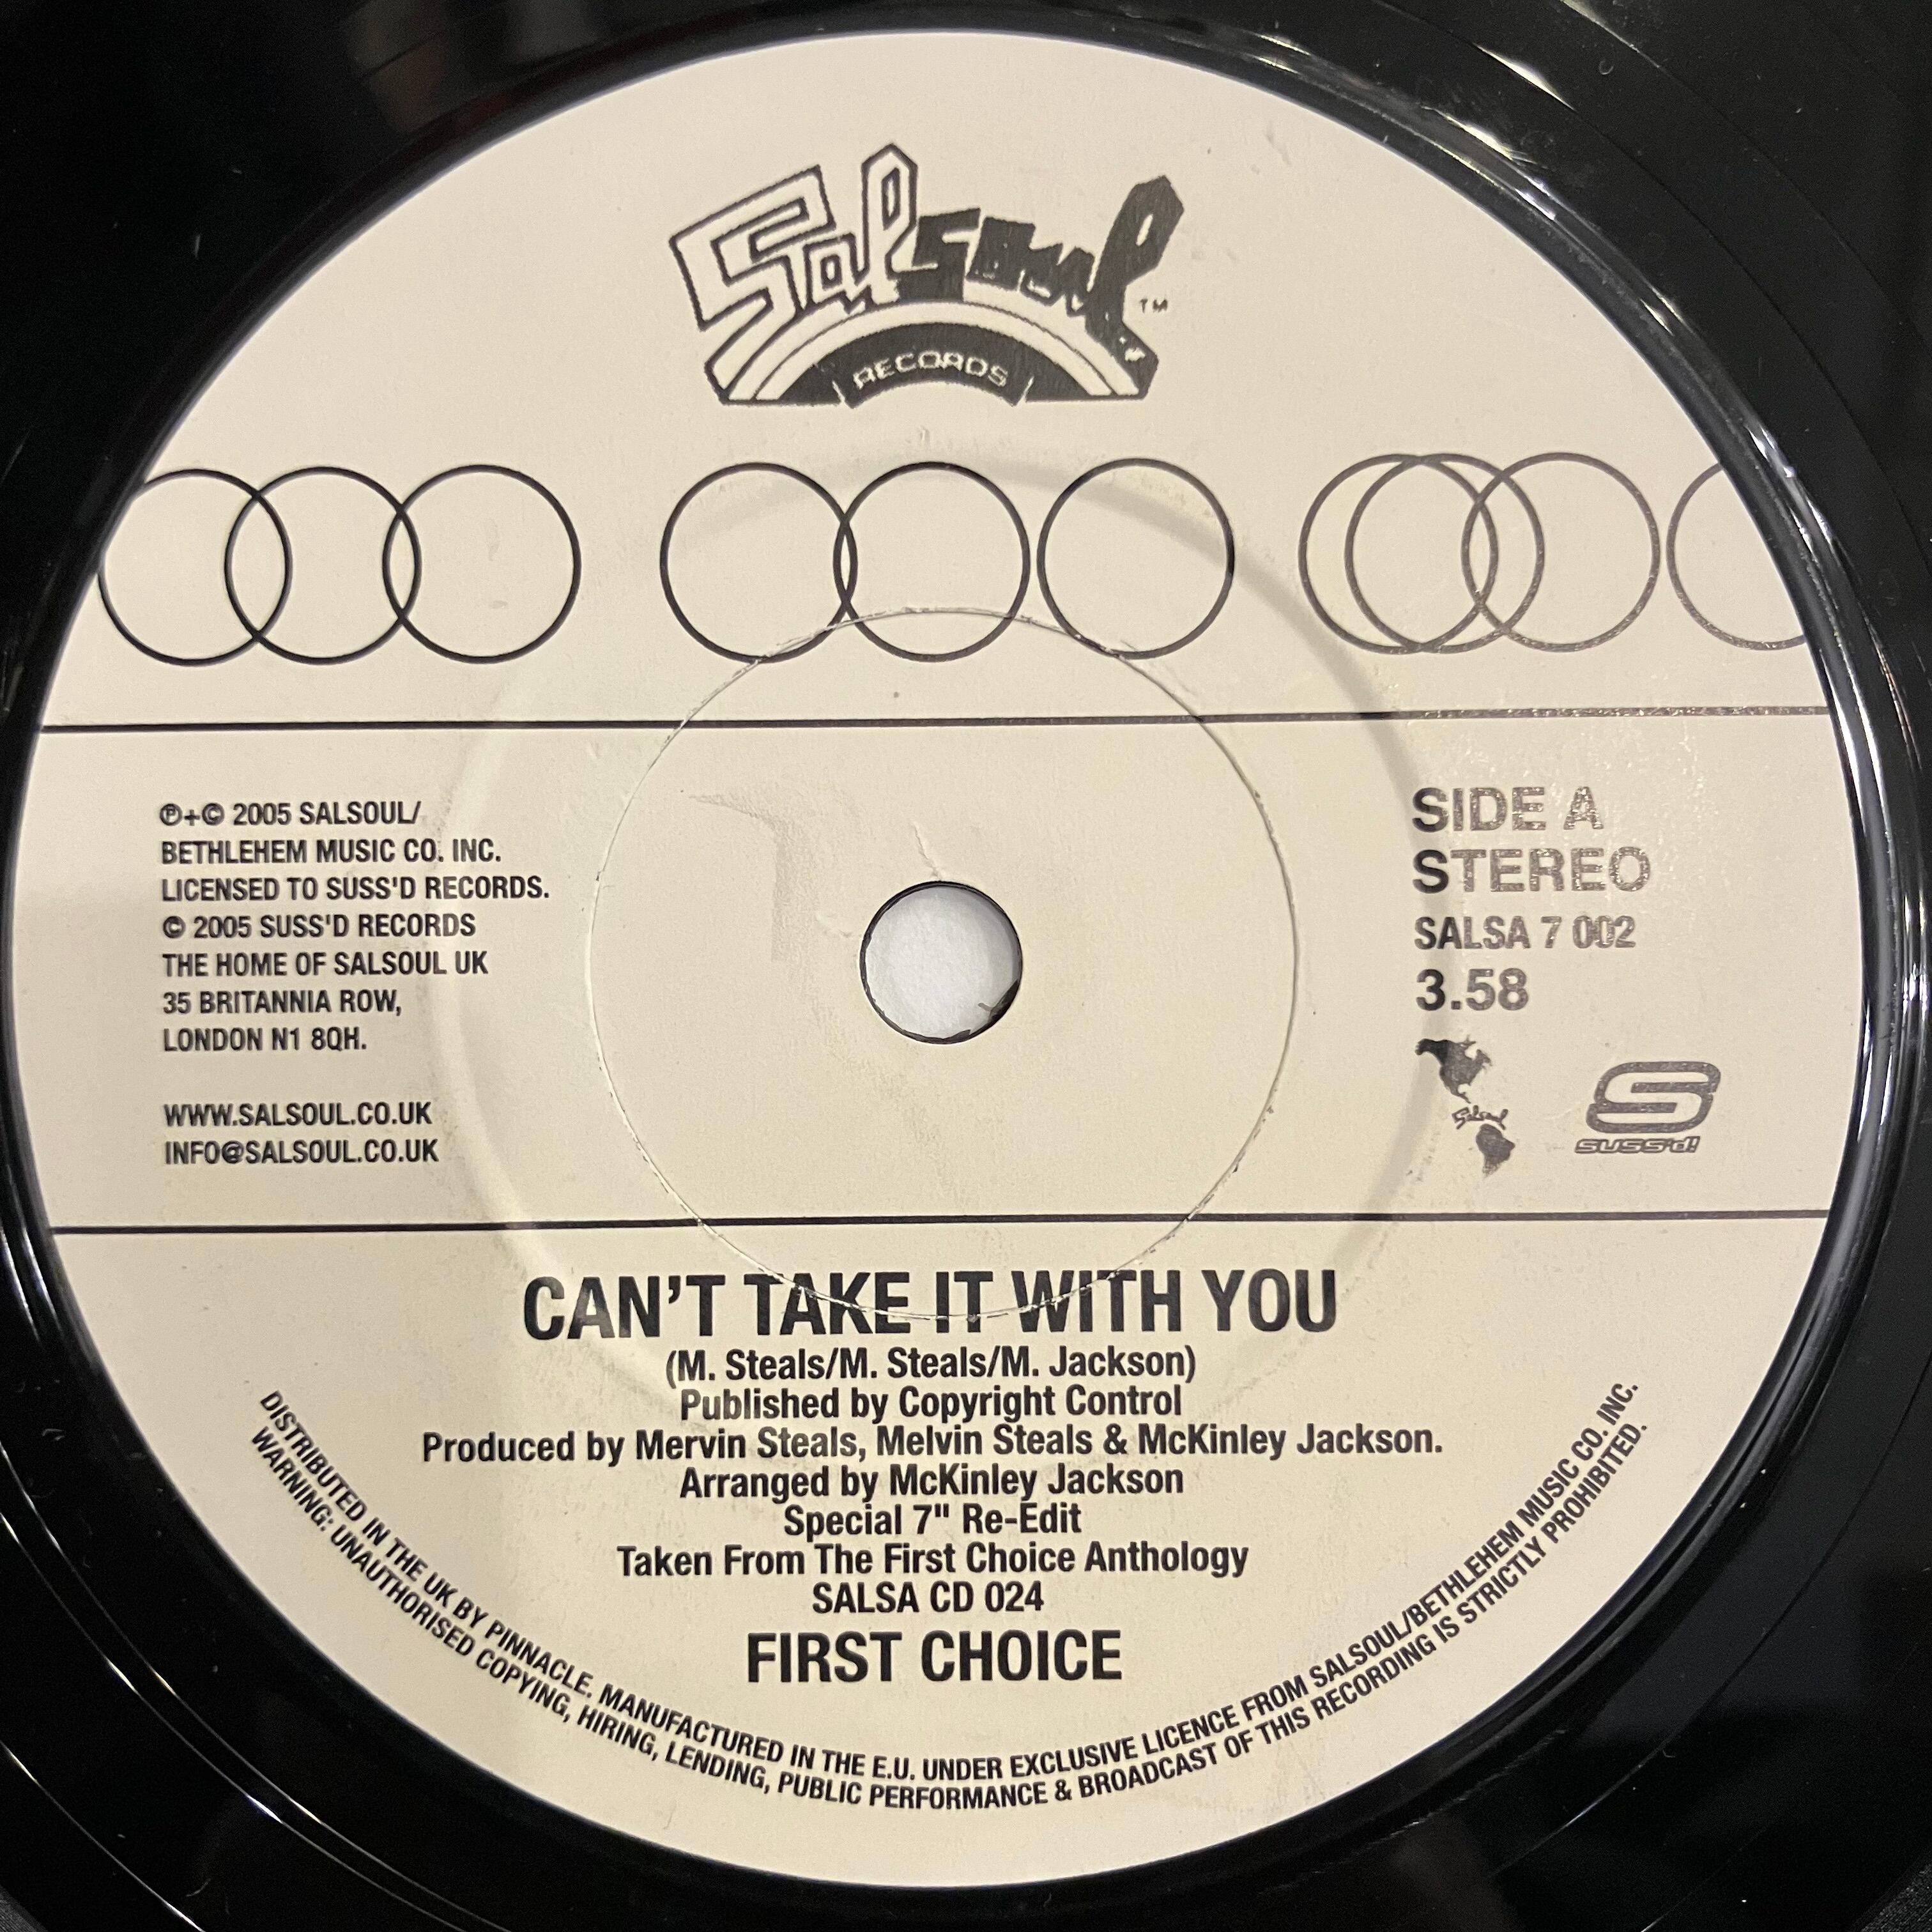 Salsoul
TM
RECORDS
℗+© 2005 SALSOUL/
BETHLEHEM MUSIC CO. INC.
LICENSED TO SUSS'D RECORDS.
© 2005 SUSS'D RECORDS
THE HOME OF SALSOUL UK
35 BRITANNIA ROW,
LONDON N1 8QH.
WWW.SALSOUL.CO.UK
INFO@SALSOUL.CO.UK
SIDE A
STEREO
SALSA 7 002
3.58
Salsoul
S
SUSS'd!
CAN'T TAKE IT WITH YOU
(M. Steals/M. Steals/M. Jackson)
Published by Copyright Control
Produced by Mervin Steals, Melvin Steals & McKinley Jackson.
Arranged by McKinley Jackson
Special 7" Re-Edit
Taken From The First Choice Anthology
SALSA CD 024
FIRST CHOICE
DISTRIBUTED IN THE UK BY PINNACLE. MANUFACTURED IN THE E.U. UNDER EXCLUSIVE LICENCE FROM SALSOUL/BETHLEHEM MUSIC CO. INC.
WARNING: UNAUTHORISED COPYING, HIRING, LENDING, PUBLIC PERFORMANCE & BROADCAST OF THIS RECORDING IS STRICTLY PROHIBITED.